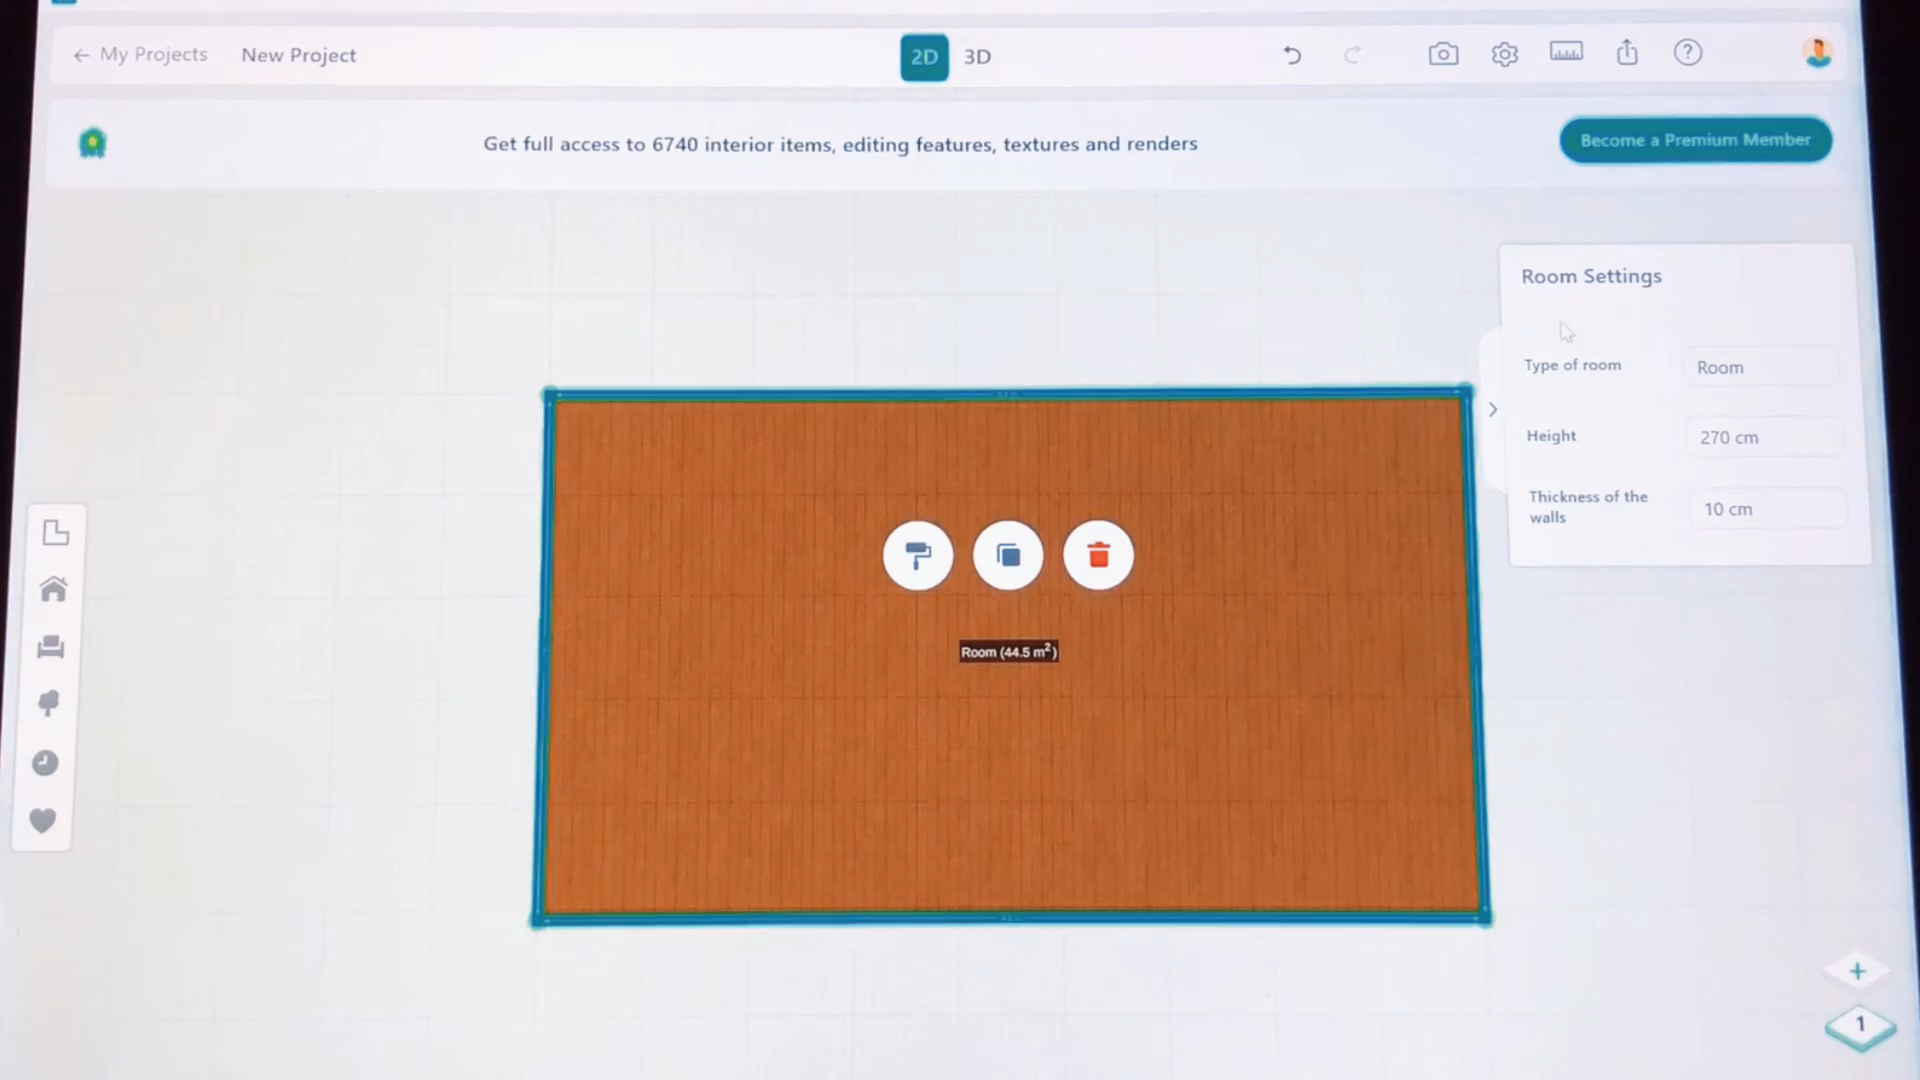 ← My Projects
New Project
2D
3D
?
Get full access to 6740 interior items, editing features, textures and renders
Become a Premium Member
Room Settings
Type of room
Room
Height
270 cm
Thickness of the
walls
10 cm
Room (44.5 m²)
+
1